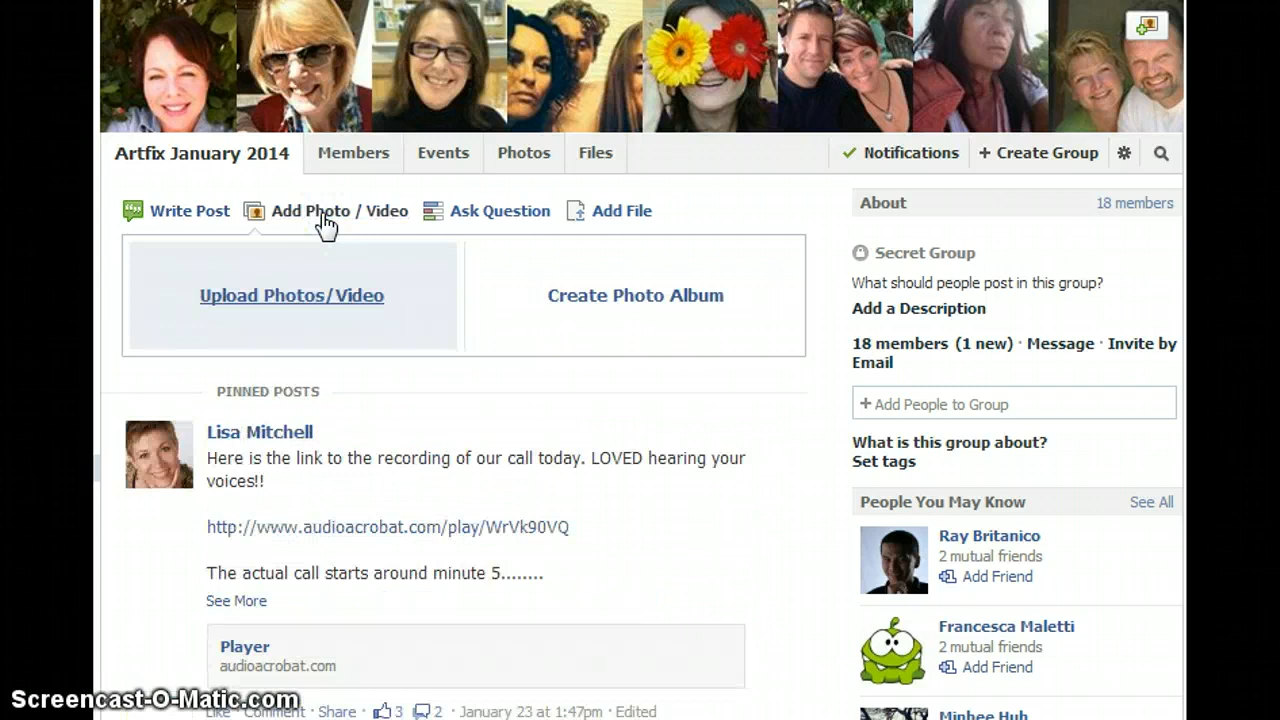 Artfix January 2014 Members Events Photos Files Notifications + Create Group
Write Post Add Photo / Video Ask Question Add File
Upload Photos/Video Create Photo Album
PINNED POSTS
Lisa Mitchell
Here is the link to the recording of our call today. LOVED hearing your
voices!!
http://www.audioacrobat.com/play/WrVk90VQ
The actual call starts around minute 5........
See More
Player
audioacrobat.com
Like · Comment · Share · 3 2 · January 23 at 1:47pm · Edited
About 18 members
Secret Group
What should people post in this group?
Add a Description
18 members (1 new) · Message · Invite by
Email
+ Add People to Group
What is this group about?
Set tags
People You May Know See All
Ray Britanico
2 mutual friends
Add Friend
Francesca Maletti
2 mutual friends
Add Friend
Minhee Huh
Screencast-O-Matic.com